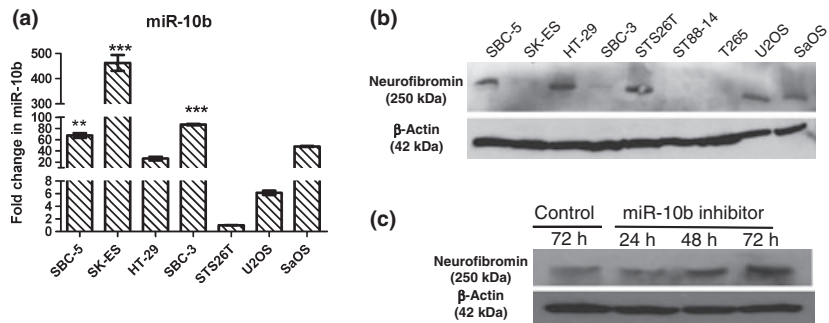 (a)
miR-10b
Fold change in miR-10b
500
400
300
200
100
80
60
40
20
8
6
4
2
0
***
**
***
SBC-5
SK-ES
HT-29
SBC-3
STS26T
U2OS
SaOS
(b)
SBC-5
SK-ES
HT-29
SBC-3
STS26T
ST88-14
T265
U2OS
SaOS
Neurofibromin
(250 kDa)
β-Actin
(42 kDa)
(c)
Control miR-10b inhibitor
72 h 24 h 48 h 72 h
Neurofibromin
(250 kDa)
β-Actin
(42 kDa)